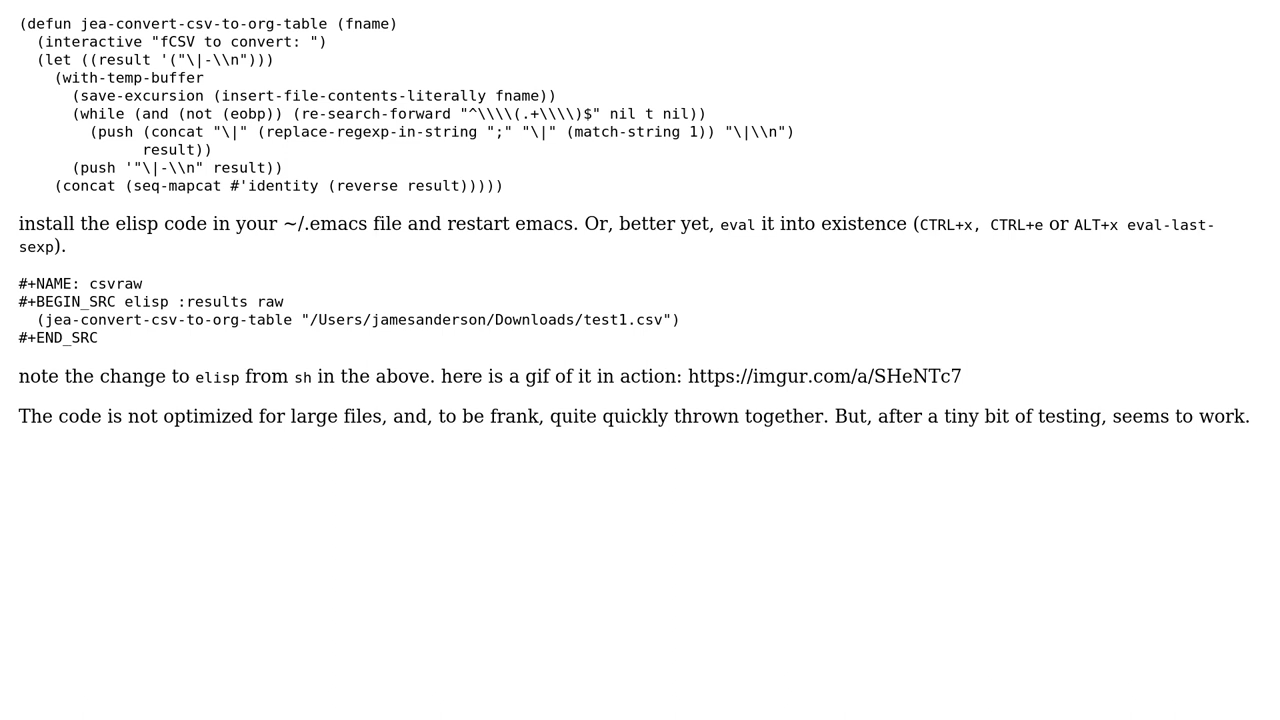 (defun jea-convert-csv-to-org-table (fname)
  (interactive "fCSV to convert: ")
  (let ((result '("\|-\\n")))
    (with-temp-buffer
      (save-excursion (insert-file-contents-literally fname))
      (while (and (not (eobp)) (re-search-forward "^\\\\(.+\\\\)$" nil t nil))
        (push (concat "\|" (replace-regexp-in-string ";" "\|" (match-string 1)) "\|\\n")
              result))
      (push '"\|-\\n" result))
    (concat (seq-mapcat #'identity (reverse result)))))
install the elisp code in your ~/.emacs file and restart emacs. Or, better yet, eval it into existence (CTRL+x, CTRL+e or ALT+x eval-last-
sexp).
#+NAME: csvraw
#+BEGIN_SRC elisp :results raw
  (jea-convert-csv-to-org-table "/Users/jamesanderson/Downloads/test1.csv")
#+END_SRC
note the change to elisp from sh in the above. here is a gif of it in action: https://imgur.com/a/SHeNTc7
The code is not optimized for large files, and, to be frank, quite quickly thrown together. But, after a tiny bit of testing, seems to work.